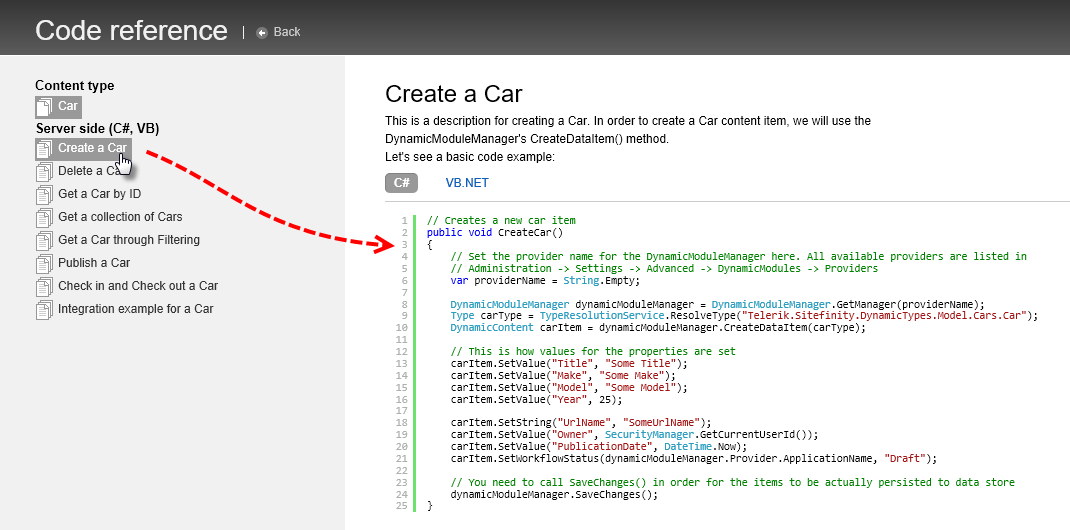 Code reference | Back
Content type
Car
Server side (C#, VB)
Create a Car
Delete a Ca
Get a Car by ID
Get a collection of Cars
Get a Car through Filtering
Publish a Car
Check in and Check out a Car
Integration example for a Car
Create a Car
This is a description for creating a Car. In order to create a Car content item, we will use the
DynamicModuleManager's CreateDataItem() method.
Let's see a basic code example:
C# VB.NET
1 // Creates a new car item
2 public void CreateCar()
3 {
4 // Set the provider name for the DynamicModuleManager here. All available providers are listed in
5 // Administration -> Settings -> Advanced -> DynamicModules -> Providers
6 var providerName = String.Empty;
7
8 DynamicModuleManager dynamicModuleManager = DynamicModuleManager.GetManager(providerName);
9 Type carType = TypeResolutionService.ResolveType("Telerik.Sitefinity.DynamicTypes.Model.Cars.Car");
10 DynamicContent carItem = dynamicModuleManager.CreateDataItem(carType);
11
12 // This is how values for the properties are set
13 carItem.SetValue("Title", "Some Title");
14 carItem.SetValue("Make", "Some Make");
15 carItem.SetValue("Model", "Some Model");
16 carItem.SetValue("Year", 25);
17
18 carItem.SetString("UrlName", "SomeUrlName");
19 carItem.SetValue("Owner", SecurityManager.GetCurrentUserId());
20 carItem.SetValue("PublicationDate", DateTime.Now);
21 carItem.SetWorkflowStatus(dynamicModuleManager.Provider.ApplicationName, "Draft");
22
23 // You need to call SaveChanges() in order for the items to be actually persisted to data store
24 dynamicModuleManager.SaveChanges();
25 }